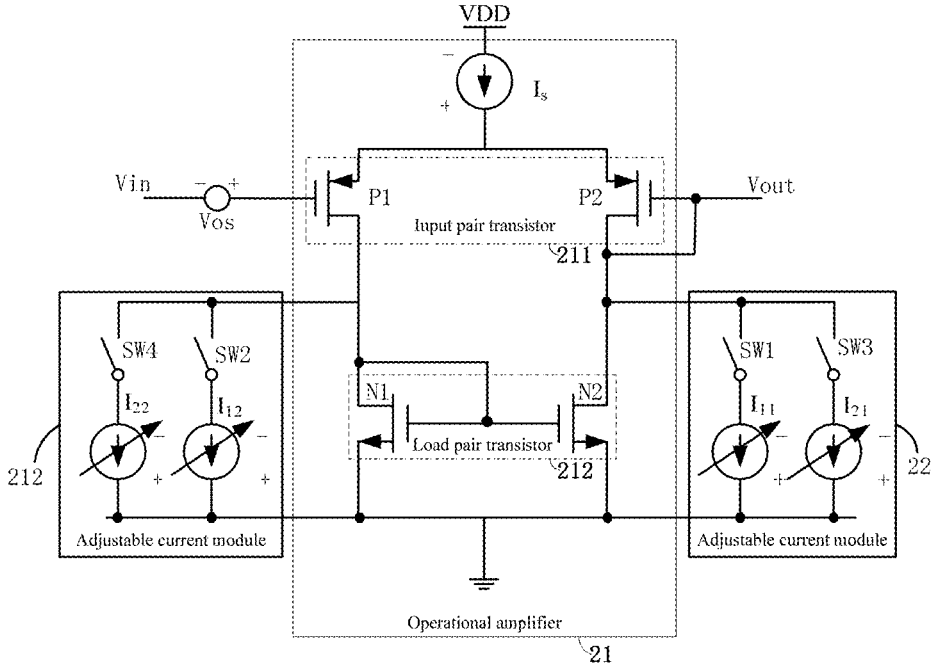 VDD
− +
Is
Vin
− +
Vos
P1
P2
Vout
Input pair transistor
211
SW4
SW2
SW1
SW3
N1
N2
I22
I12
I11
I21
Load pair transistor
212
− +
− +
− +
− +
212
22
Adjustable current module
Adjustable current module
Operational amplifier
21